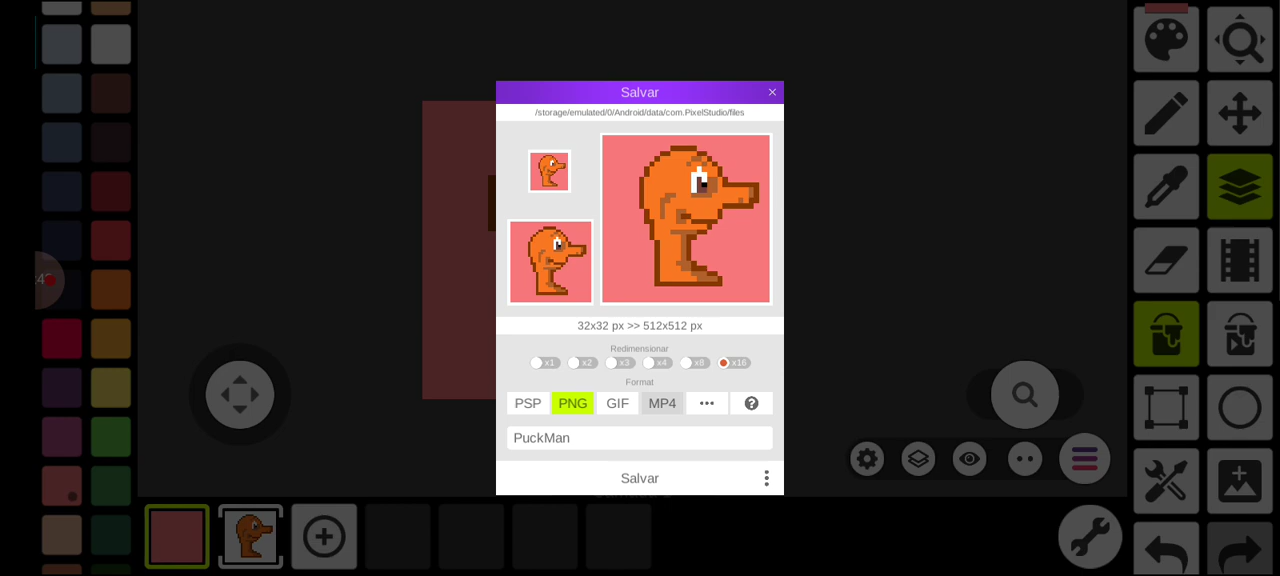 Salvar
/storage/emulated/0/Android/data/com.PixelStudio/files
32x32 px >> 512x512 px
Redimensionar
x1 x2 x3 x4 x8 x16
Format
PSP PNG GIF MP4
PuckMan
Salvar